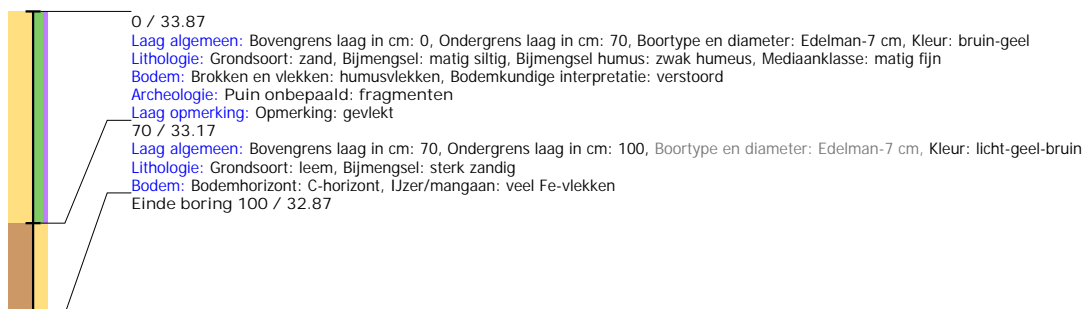 0 / 33.87
Laag algemeen: Bovengrens laag in cm: 0, Ondergrens laag in cm: 70, Boortype en diameter: Edelman-7 cm, Kleur: bruin-geel
Lithologie: Grondsoort: zand, Bijmengsel: matig siltig, Bijmengsel humus: zwak humeus, Mediaanklasse: matig fijn
Bodem: Brokken en vlekken: humusvlekken, Bodemkundige interpretatie: verstoord
Archeologie: Puin onbepaald: fragmenten
Laag opmerking: Opmerking: gevlekt
70 / 33.17
Laag algemeen: Bovengrens laag in cm: 70, Ondergrens laag in cm: 100, Boortype en diameter: Edelman-7 cm, Kleur: licht-geel-bruin
Lithologie: Grondsoort: leem, Bijmengsel: sterk zandig
Bodem: Bodemhorizont: C-horizont, IJzer/mangaan: veel Fe-vlekken
Einde boring 100 / 32.87